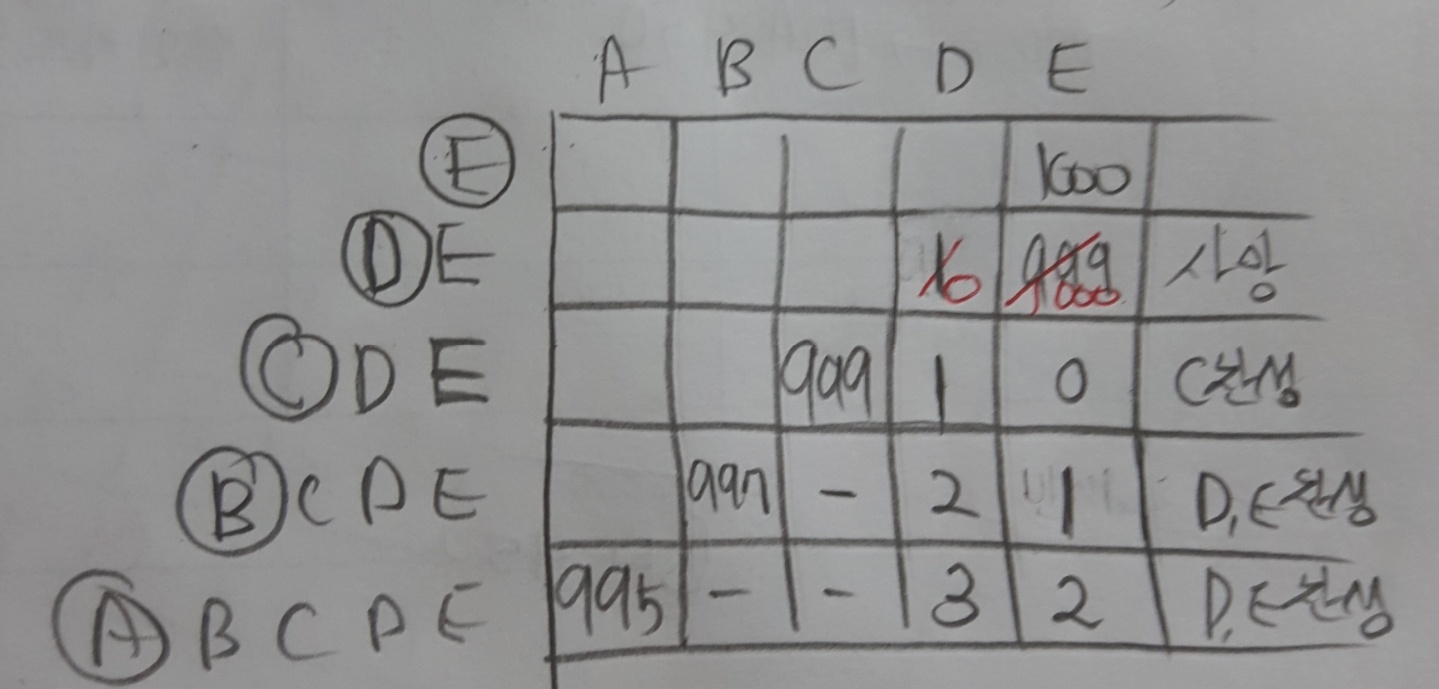 A B C D E
E 1000
D E 1 0 999 1000 사망
C D E 999 1 0 C찬성
B C D E 997 - 2 1 D,E찬성
A B C D E 995 - - 3 2 D,E찬성